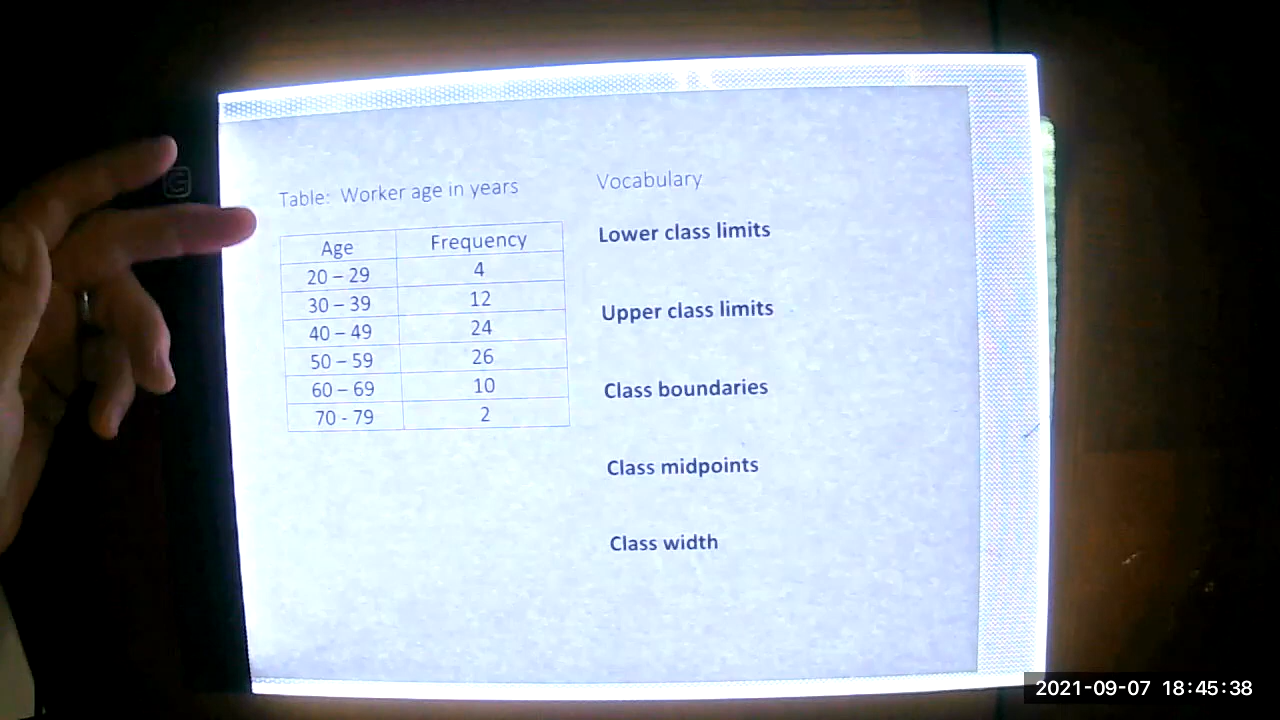 Table: Worker age in years
Age Frequency
20 – 29 4
30 – 39 12
40 – 49 24
50 – 59 26
60 – 69 10
70 - 79 2
Vocabulary
Lower class limits
Upper class limits
Class boundaries
Class midpoints
Class width
G
2021-09-07 18:45:38